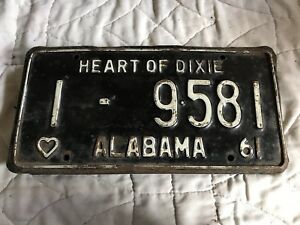 HEART OF DIXIE
1 - 9581
ALABAMA 61